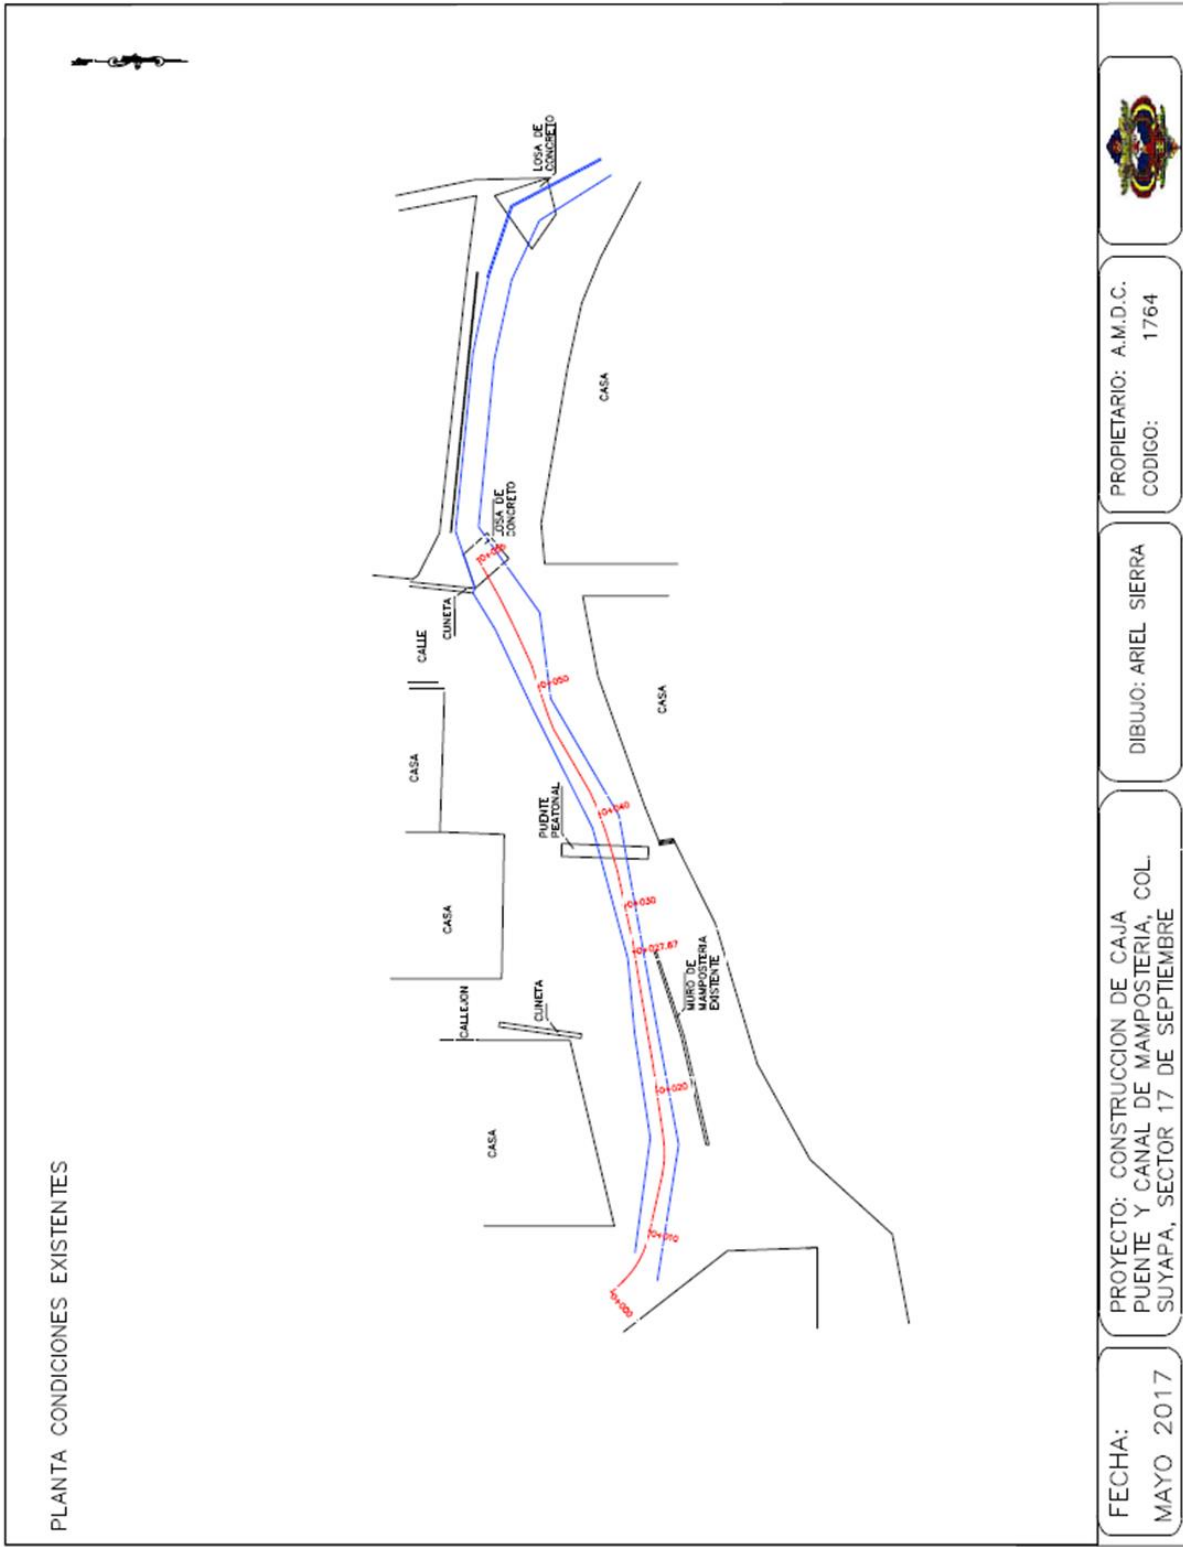 PLANTA CONDICIONES EXISTENTES
LOSA DE
CONCRETO
CASA
LOSA DE
CONCRETO
CUNETA
CALLE
CASA
CASA
PUENTE
PEATONAL
CASA
CALLEJON
CUNETA
MURO DE
MAMPOSTERIA
EXISTENTE
CASA
0+000
0+010
0+020
0+027.67
0+030
0+040
0+050
FECHA:
MAYO 2017
PROYECTO: CONSTRUCCION DE CAJA
PUENTE Y CANAL DE MAMPOSTERIA, COL.
SUYAPA, SECTOR 17 DE SEPTIEMBRE
DIBUJO: ARIEL SIERRA
PROPIETARIO: A.M.D.C.
CODIGO: 1764